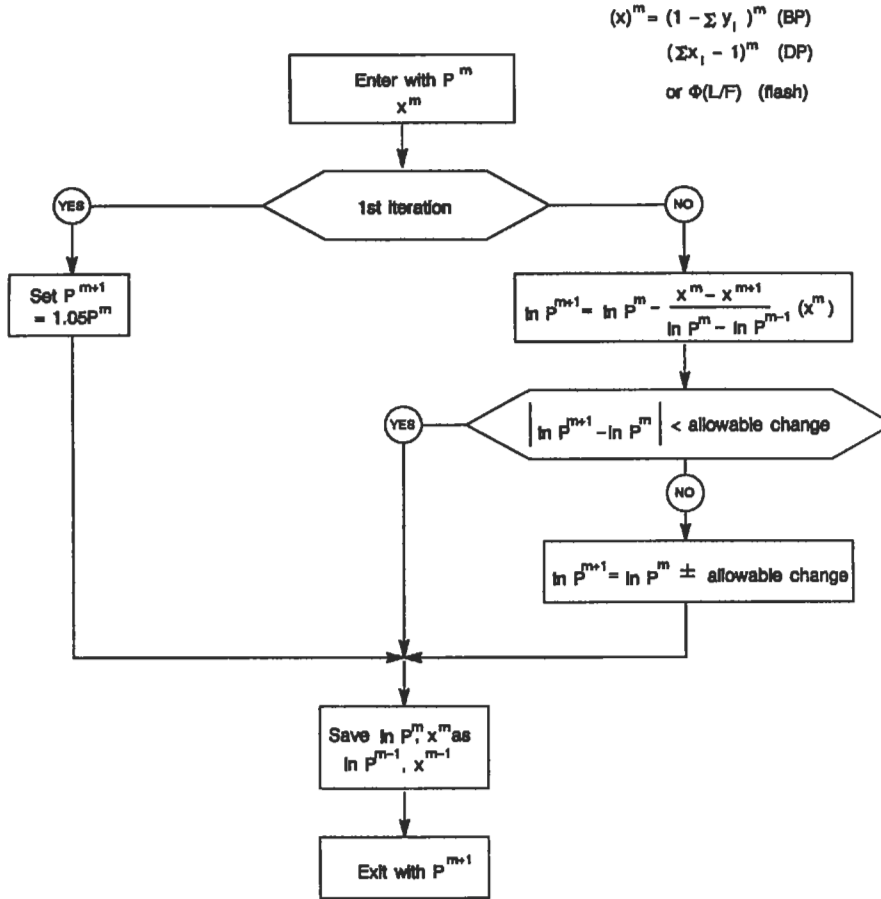 (x)^m = (1 - Σ y_i)^m (BP)
(Σx_i - 1)^m (DP)
or Φ(L/F) (flash)
Enter with P^m
x^m
1st iteration
YES
NO
Set P^{m+1}
= 1.05P^m
ln P^{m+1} = ln P^m - \frac{x^m - x^{m+1}}{ln P^m - ln P^{m-1}} (x^m)
YES
| ln P^{m+1} - ln P^m | < allowable change
NO
ln P^{m+1} = ln P^m ± allowable change
Save ln P^m, x^m as
ln P^{m-1}, x^{m-1}
Exit with P^{m+1}